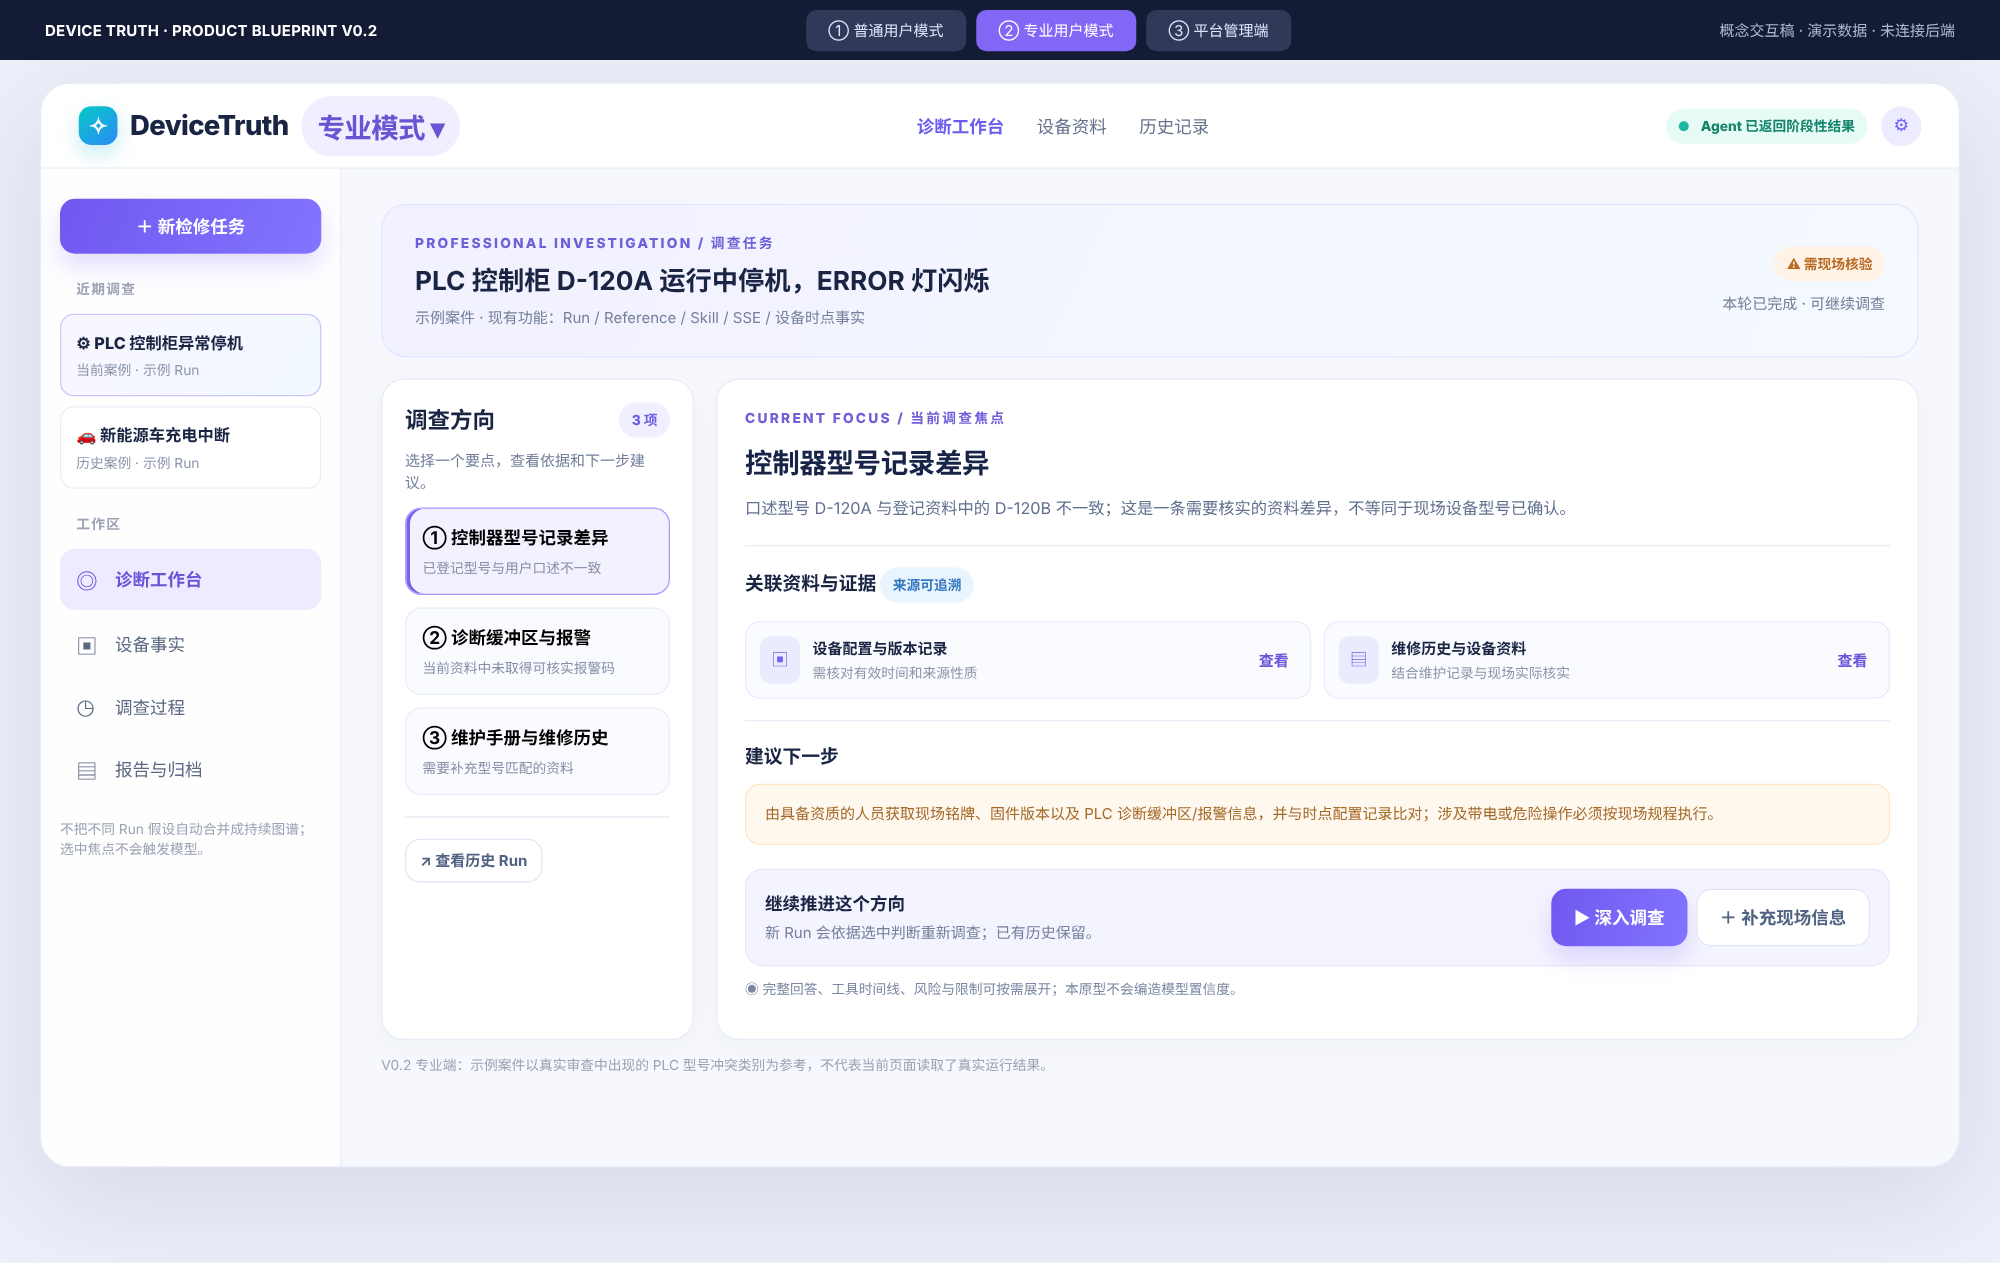 DEVICE TRUTH · PRODUCT BLUEPRINT V0.2
① 普通用户模式
② 专业用户模式
③ 平台管理端
概念交互稿 · 演示数据 · 未连接后端
DeviceTruth
专业模式 ▾
诊断工作台
设备资料
历史记录
Agent 已返回阶段性结果
＋ 新检修任务
近期调查
⚙ PLC 控制柜异常停机
当前案例 · 示例 Run
🚗 新能源车充电中断
历史案例 · 示例 Run
工作区
诊断工作台
设备事实
调查过程
报告与归档
不把不同 Run 假设自动合并成持续图谱；
选中焦点不会触发模型。
PROFESSIONAL INVESTIGATION / 调查任务
PLC 控制柜 D-120A 运行中停机，ERROR 灯闪烁
示例案件 · 现有功能：Run / Reference / Skill / SSE / 设备时点事实
⚠ 需现场核验
本轮已完成 · 可继续调查
调查方向
3 项
选择一个要点，查看依据和下一步建
议。
① 控制器型号记录差异
已登记型号与用户口述不一致
② 诊断缓冲区与报警
当前资料中未取得可核实报警码
③ 维护手册与维修历史
需要补充型号匹配的资料
↗ 查看历史 Run
CURRENT FOCUS / 当前调查焦点
控制器型号记录差异
口述型号 D-120A 与登记资料中的 D-120B 不一致；这是一条需要核实的资料差异，不等同于现场设备型号已确认。
关联资料与证据
来源可追溯
设备配置与版本记录
需核对有效时间和来源性质
查看
维修历史与设备资料
结合维护记录与现场实际核实
查看
建议下一步
由具备资质的人员获取现场铭牌、固件版本以及 PLC 诊断缓冲区/报警信息，并与时点配置记录比对；涉及带电或危险操作必须按现场规程执行。
继续推进这个方向
新 Run 会依据选中判断重新调查；已有历史保留。
▶ 深入调查
＋ 补充现场信息
◉ 完整回答、工具时间线、风险与限制可按需展开；本原型不会编造模型置信度。
V0.2 专业端：示例案件以真实审查中出现的 PLC 型号冲突类别为参考，不代表当前页面读取了真实运行结果。